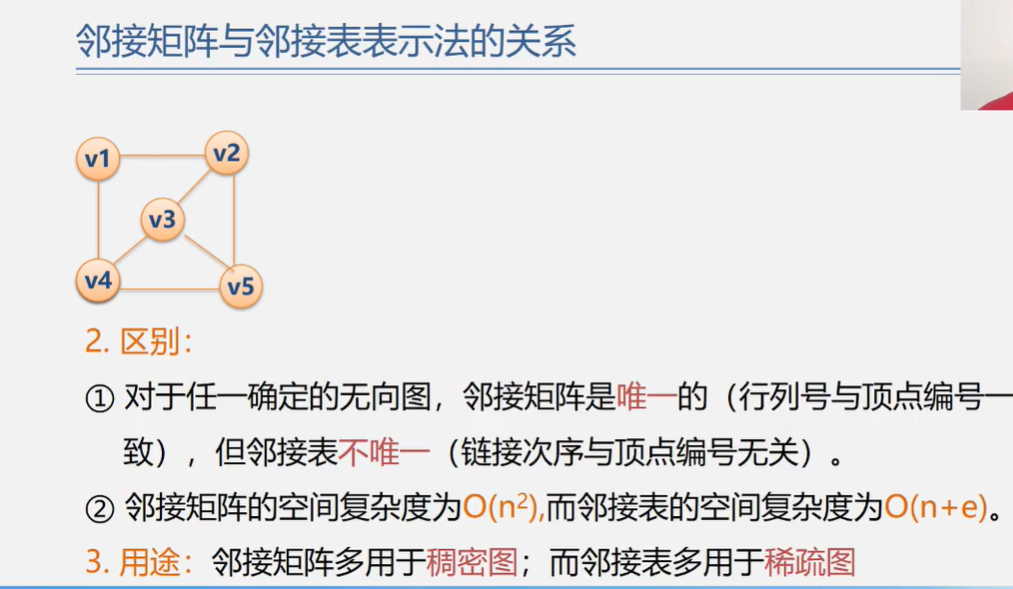 邻接矩阵与邻接表表示法的关系
v1
v2
v3
v4
v5
2. 区别：
① 对于任一确定的无向图，邻接矩阵是唯一的（行列号与顶点编号一
致），但邻接表不唯一（链接次序与顶点编号无关）。
② 邻接矩阵的空间复杂度为O(n²),而邻接表的空间复杂度为O(n+e)。
3. 用途：邻接矩阵多用于稠密图；而邻接表多用于稀疏图